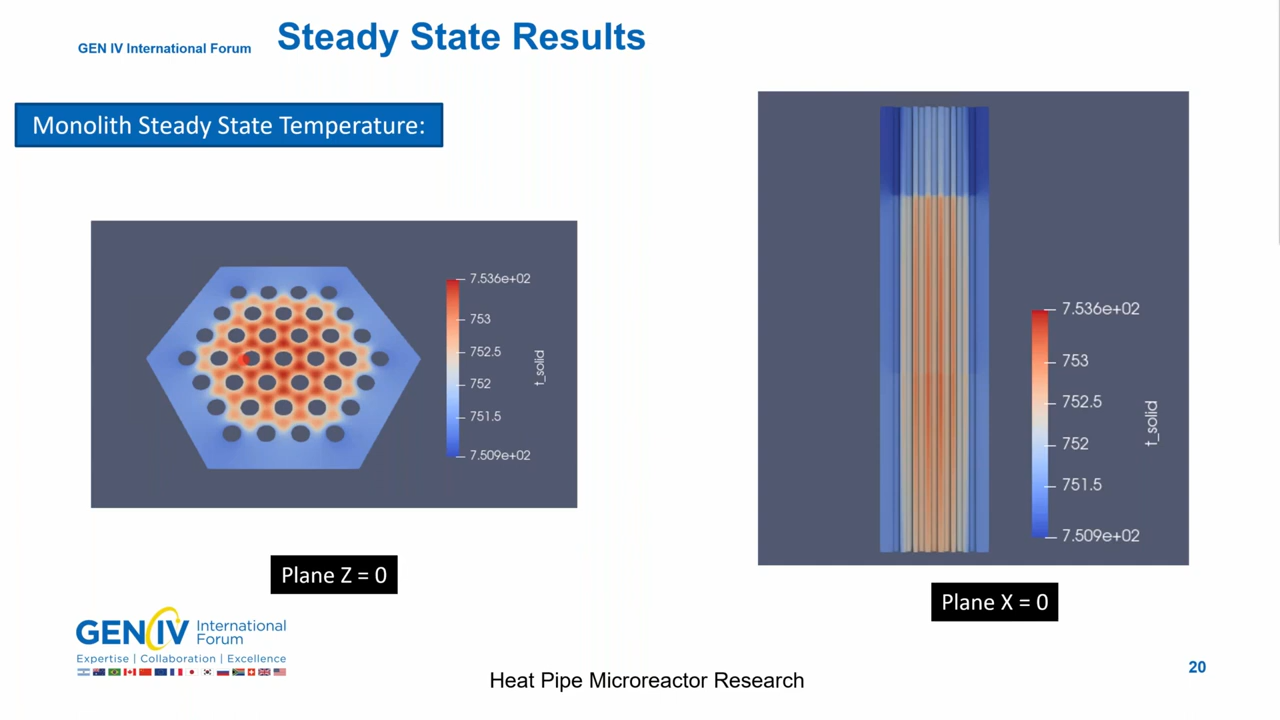 GEN IV International Forum
Steady State Results
Monolith Steady State Temperature:
7.536e+02
753
752.5
752
751.5
7.509e+02
t_solid
Plane Z = 0
7.536e+02
753
752.5
752
751.5
7.509e+02
t_solid
Plane X = 0
GEN IV International
Forum
Expertise | Collaboration | Excellence
Heat Pipe Microreactor Research
20